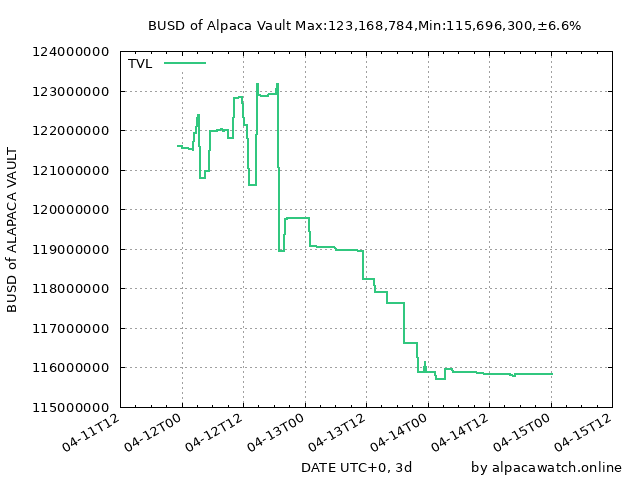 BUSD of Alpaca Vault Max:123,168,784,Min:115,696,300,±6.6%
TVL
124000000
123000000
122000000
121000000
120000000
119000000
118000000
117000000
116000000
115000000
BUSD of ALAPACA VAULT
04-11T12
04-12T00
04-12T12
04-13T00
04-13T12
04-14T00
04-14T12
04-15T00
04-15T12
DATE UTC+0, 3d
by alpacawatch.online